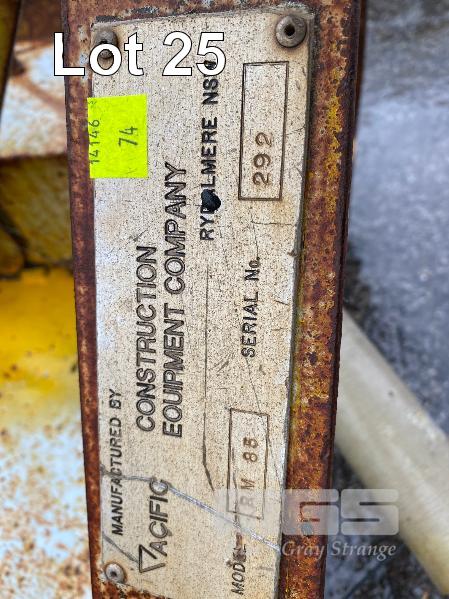 Lot 25
14146
74
MANUFACTURED BY
PACIFIC CONSTRUCTION
EQUIPMENT COMPANY
RYDALMERE NSW
MODEL RM 85 SERIAL No. 292
GS
Gray Strange